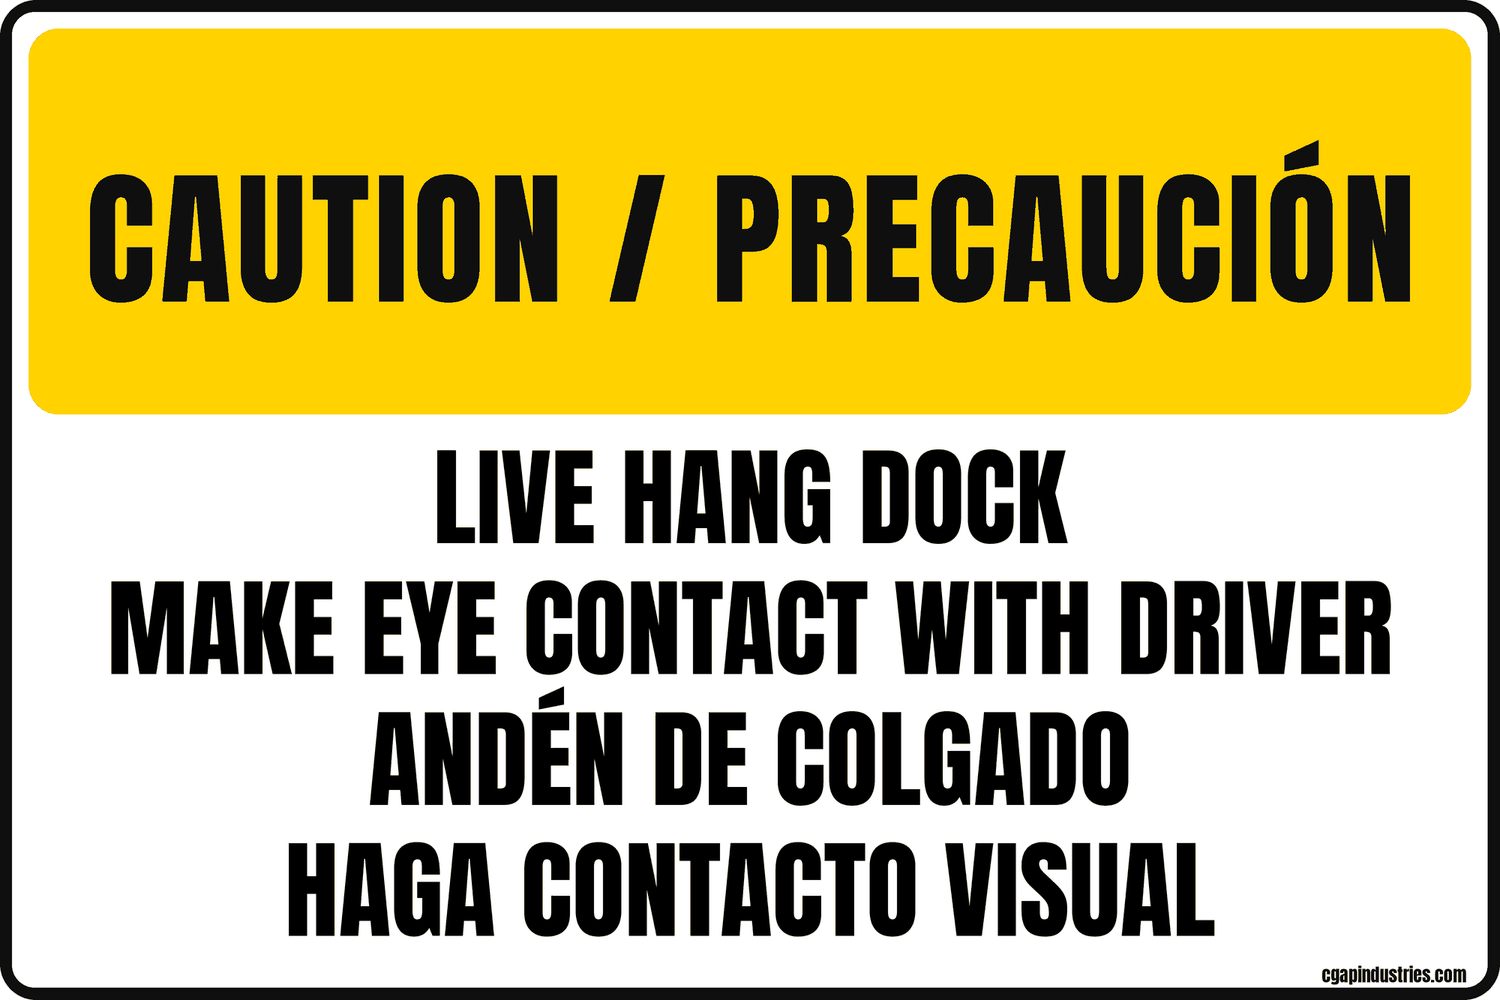 CAUTION / PRECAUCIÓN
LIVE HANG DOCK
MAKE EYE CONTACT WITH DRIVER
ANDÉN DE COLGADO
HAGA CONTACTO VISUAL
cgapindustries.com